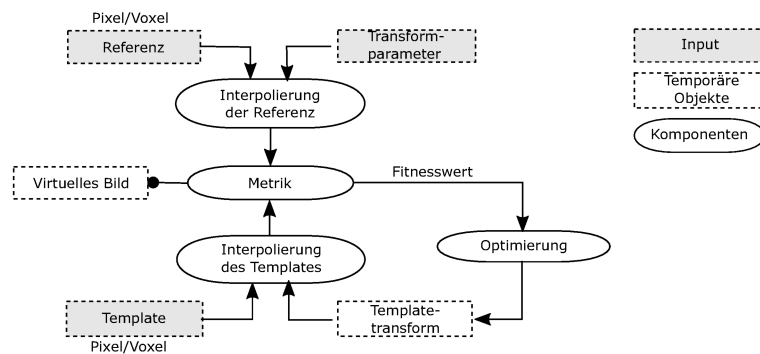 Pixel/Voxel
Referenz
Transform-
parameter
Input
Temporäre
Objekte
Interpolierung
der Referenz
Komponenten
Virtuelles Bild
Metrik
Fitnesswert
Interpolierung
des Templates
Optimierung
Template
Template-
transform
Pixel/Voxel